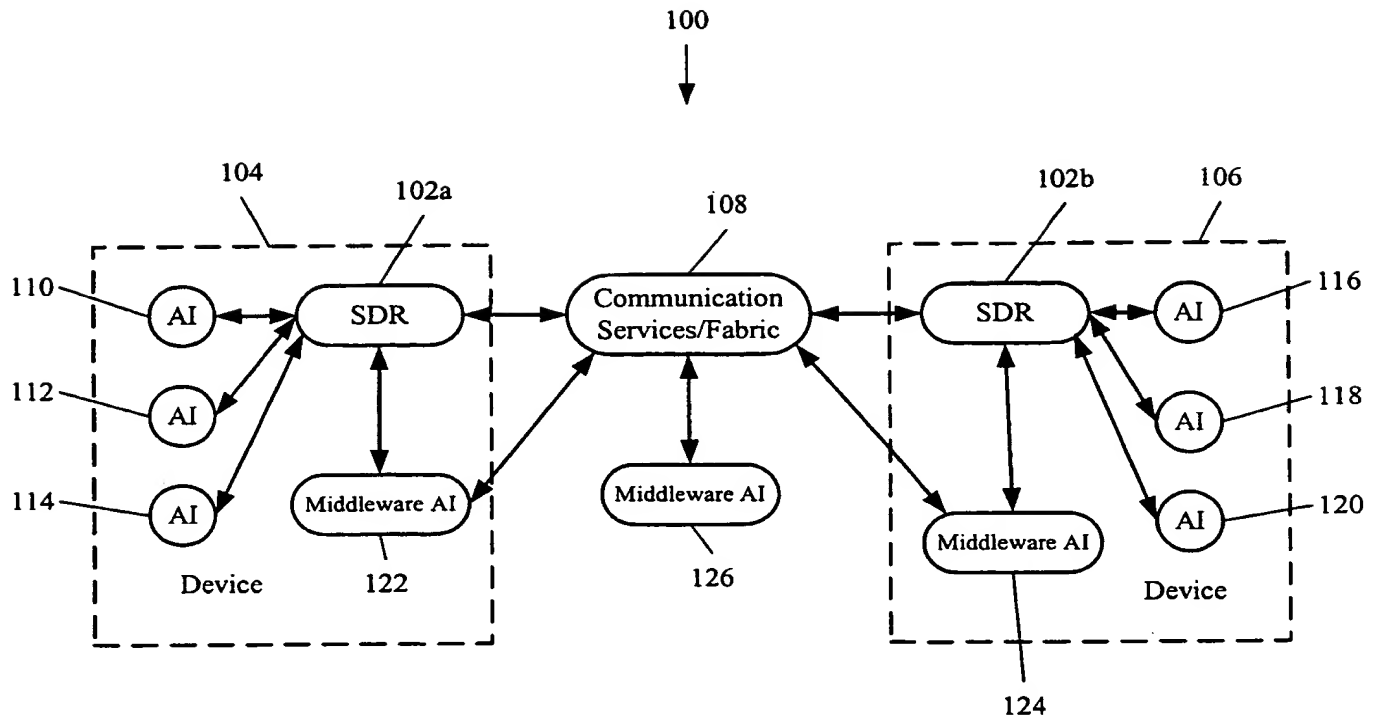 100
104
102a
108
102b
106
110
AI
SDR
Communication
Services/Fabric
SDR
AI
116
112
AI
AI
118
114
AI
Middleware AI
Middleware AI
Middleware AI
AI
120
Device
122
126
Device
124